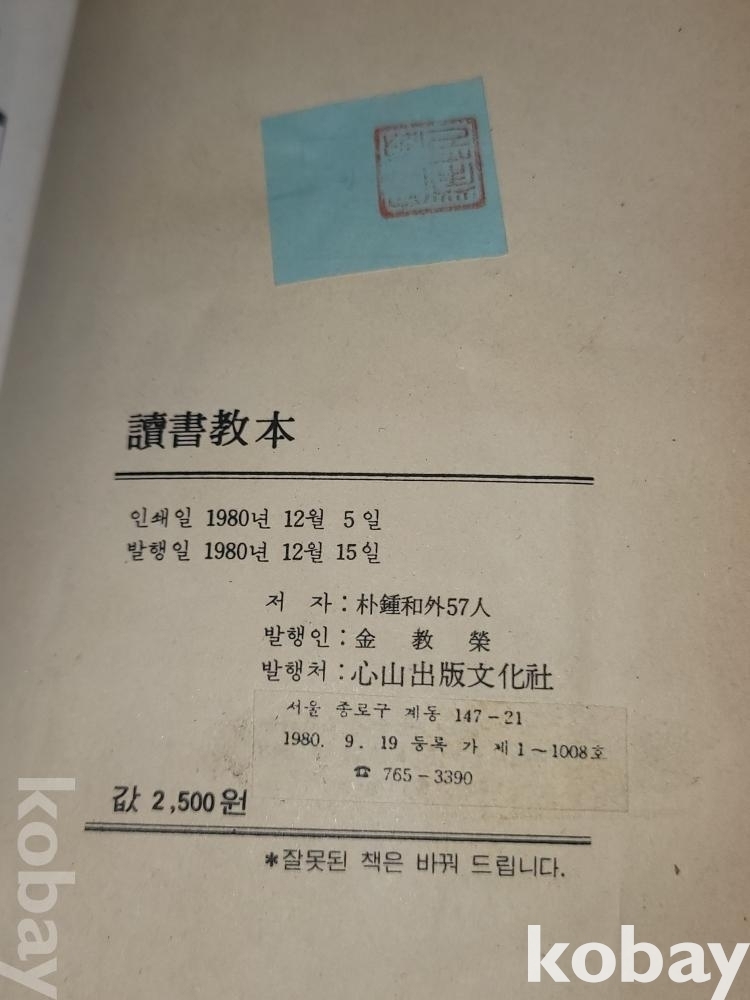 讀書教本
인쇄일 1980년 12월 5일
발행일 1980년 12월 15일
저 자 : 朴鍾和外57人
발행인 : 金 教 榮
발행처 : 心山出版文化社
서울 종로구 계동 147-21
1980. 9. 19 등록 가 제1~1008호
☎ 765-3390
값 2,500원
*잘못된 책은 바꿔 드립니다.
kobay
kobay